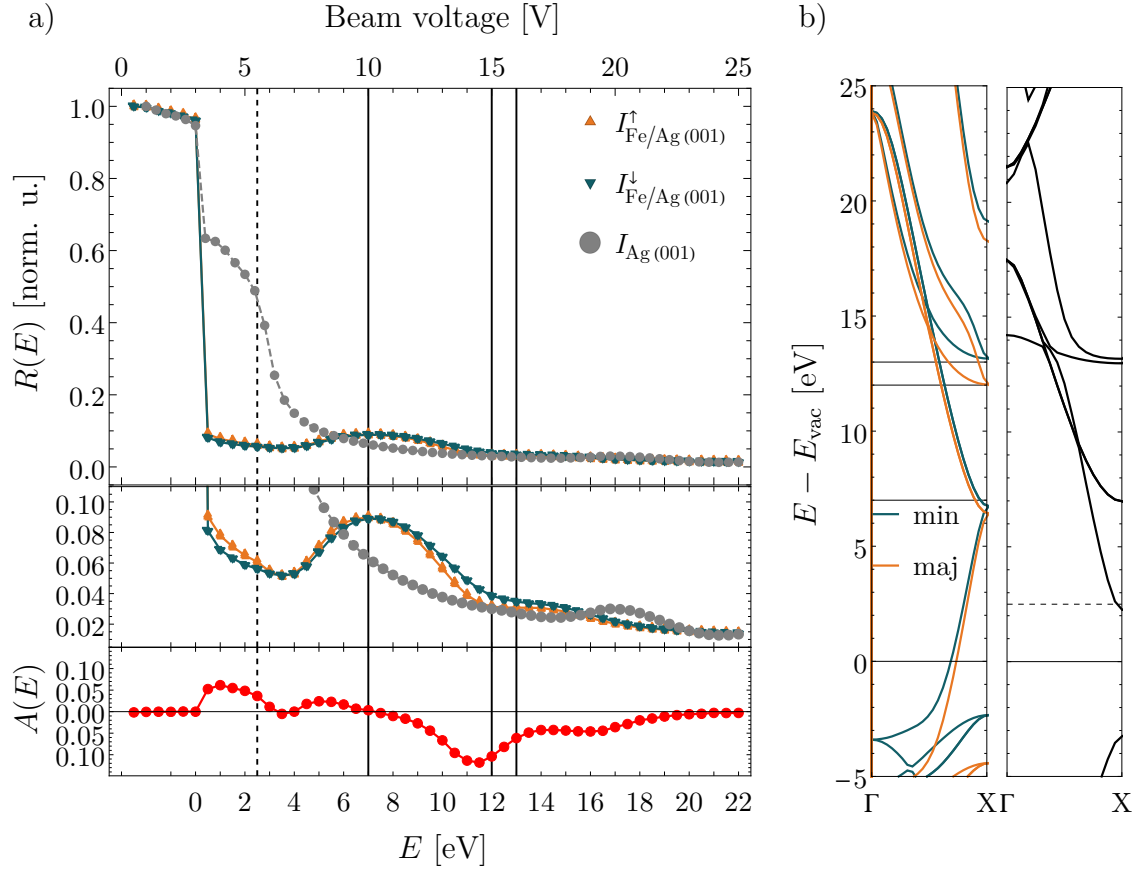 a)
Beam voltage [V]
b)
0 5 10 15 20 25
R(E) [norm. u.]
1.0
0.8
0.6
0.4
0.2
0.0
I↑Fe/Ag (001)
I↓Fe/Ag (001)
IAg (001)
0.10
0.08
0.06
0.04
0.02
A(E)
0.10
0.05
0.00
0.05
0.10
0 2 4 6 8 10 12 14 16 18 20 22
E [eV]
E − Evac [eV]
25
20
15
10
5
0
−5
min
maj
Γ X Γ X